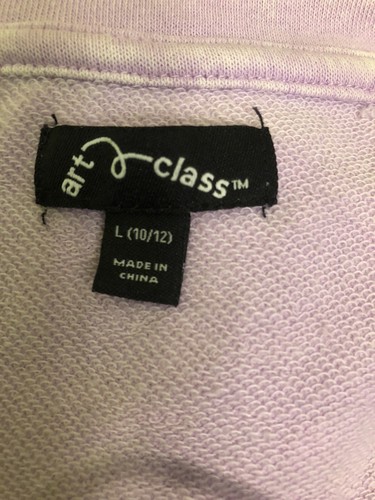 art class™
L (10/12)
MADE IN
CHINA